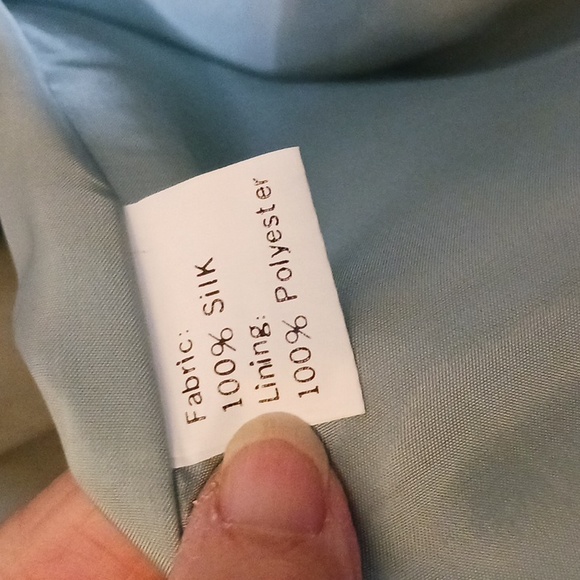 Fabric:
100% Silk
Lining:
100% Polyester